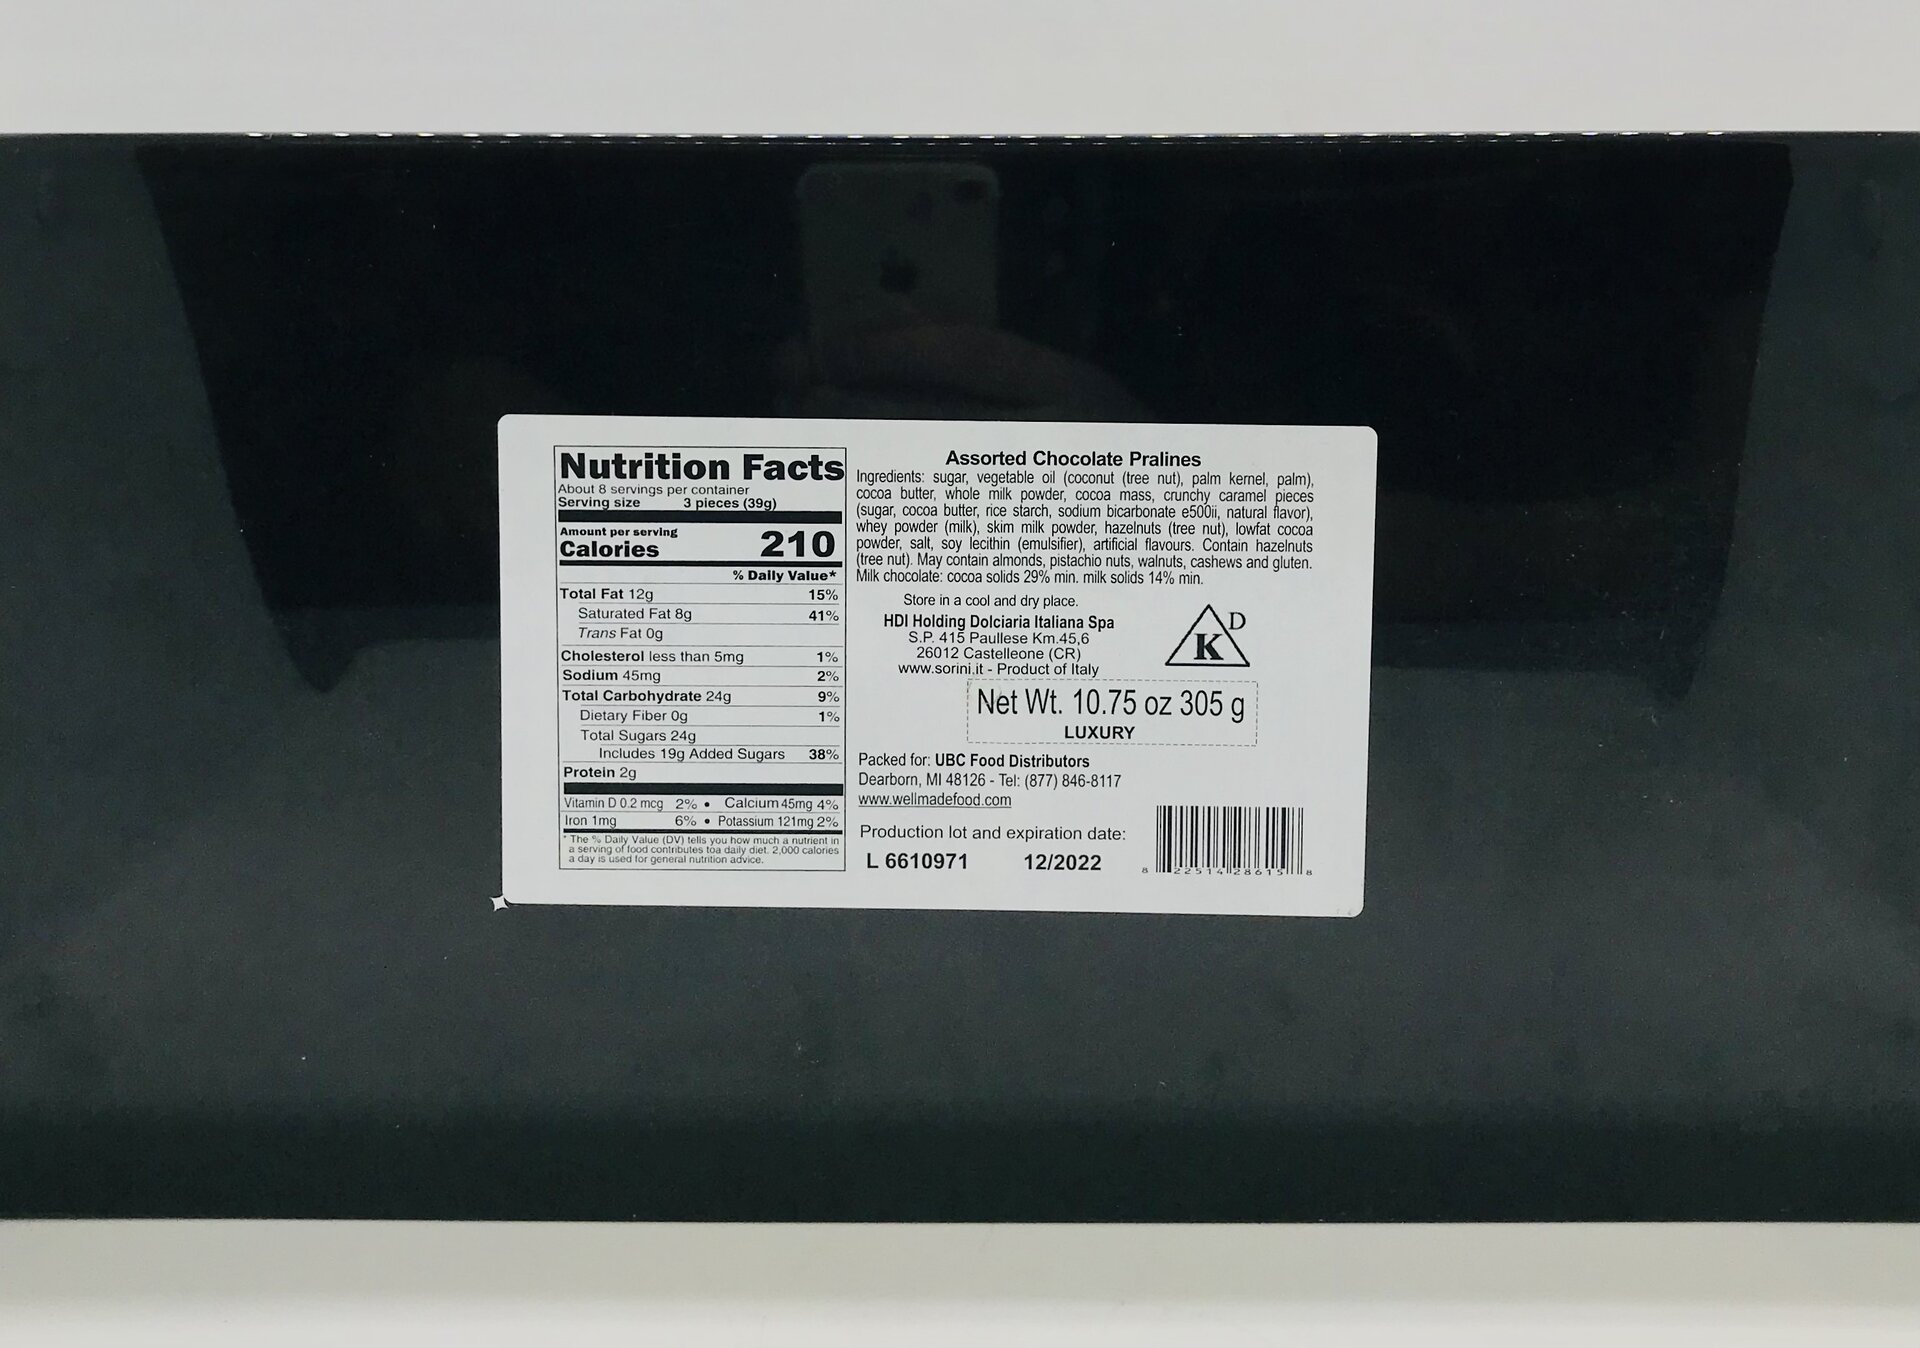 Nutrition Facts
About 8 servings per container
Serving size 3 pieces (39g)
Amount per serving
Calories 210
% Daily Value*
Total Fat 12g 15%
Saturated Fat 8g 41%
Trans Fat 0g
Cholesterol less than 5mg 1%
Sodium 45mg 2%
Total Carbohydrate 24g 9%
Dietary Fiber 0g 1%
Total Sugars 24g
Includes 19g Added Sugars 38%
Protein 2g
Vitamin D 0.2 mcg 2% • Calcium 45mg 4%
Iron 1mg 6% • Potassium 121mg 2%
* The % Daily Value (DV) tells you how much a nutrient in
a serving of food contributes toa daily diet. 2,000 calories
a day is used for general nutrition advice.
Assorted Chocolate Pralines
Ingredients: sugar, vegetable oil (coconut (tree nut), palm kernel, palm),
cocoa butter, whole milk powder, cocoa mass, crunchy caramel pieces
(sugar, cocoa butter, rice starch, sodium bicarbonate e500ii, natural flavor),
whey powder (milk), skim milk powder, hazelnuts (tree nut), lowfat cocoa
powder, salt, soy lecithin (emulsifier), artificial flavours. Contain hazelnuts
(tree nut). May contain almonds, pistachio nuts, walnuts, cashews and gluten.
Milk chocolate: cocoa solids 29% min. milk solids 14% min.
Store in a cool and dry place.
HDI Holding Dolciaria Italiana Spa
S.P. 415 Paullese Km.45,6
26012 Castelleone (CR)
www.sorini.it - Product of Italy
K D
Net Wt. 10.75 oz 305 g
LUXURY
Packed for: UBC Food Distributors
Dearborn, MI 48126 - Tel: (877) 846-8117
www.wellmadefood.com
Production lot and expiration date:
L 6610971 12/2022
8 22514 28615 8